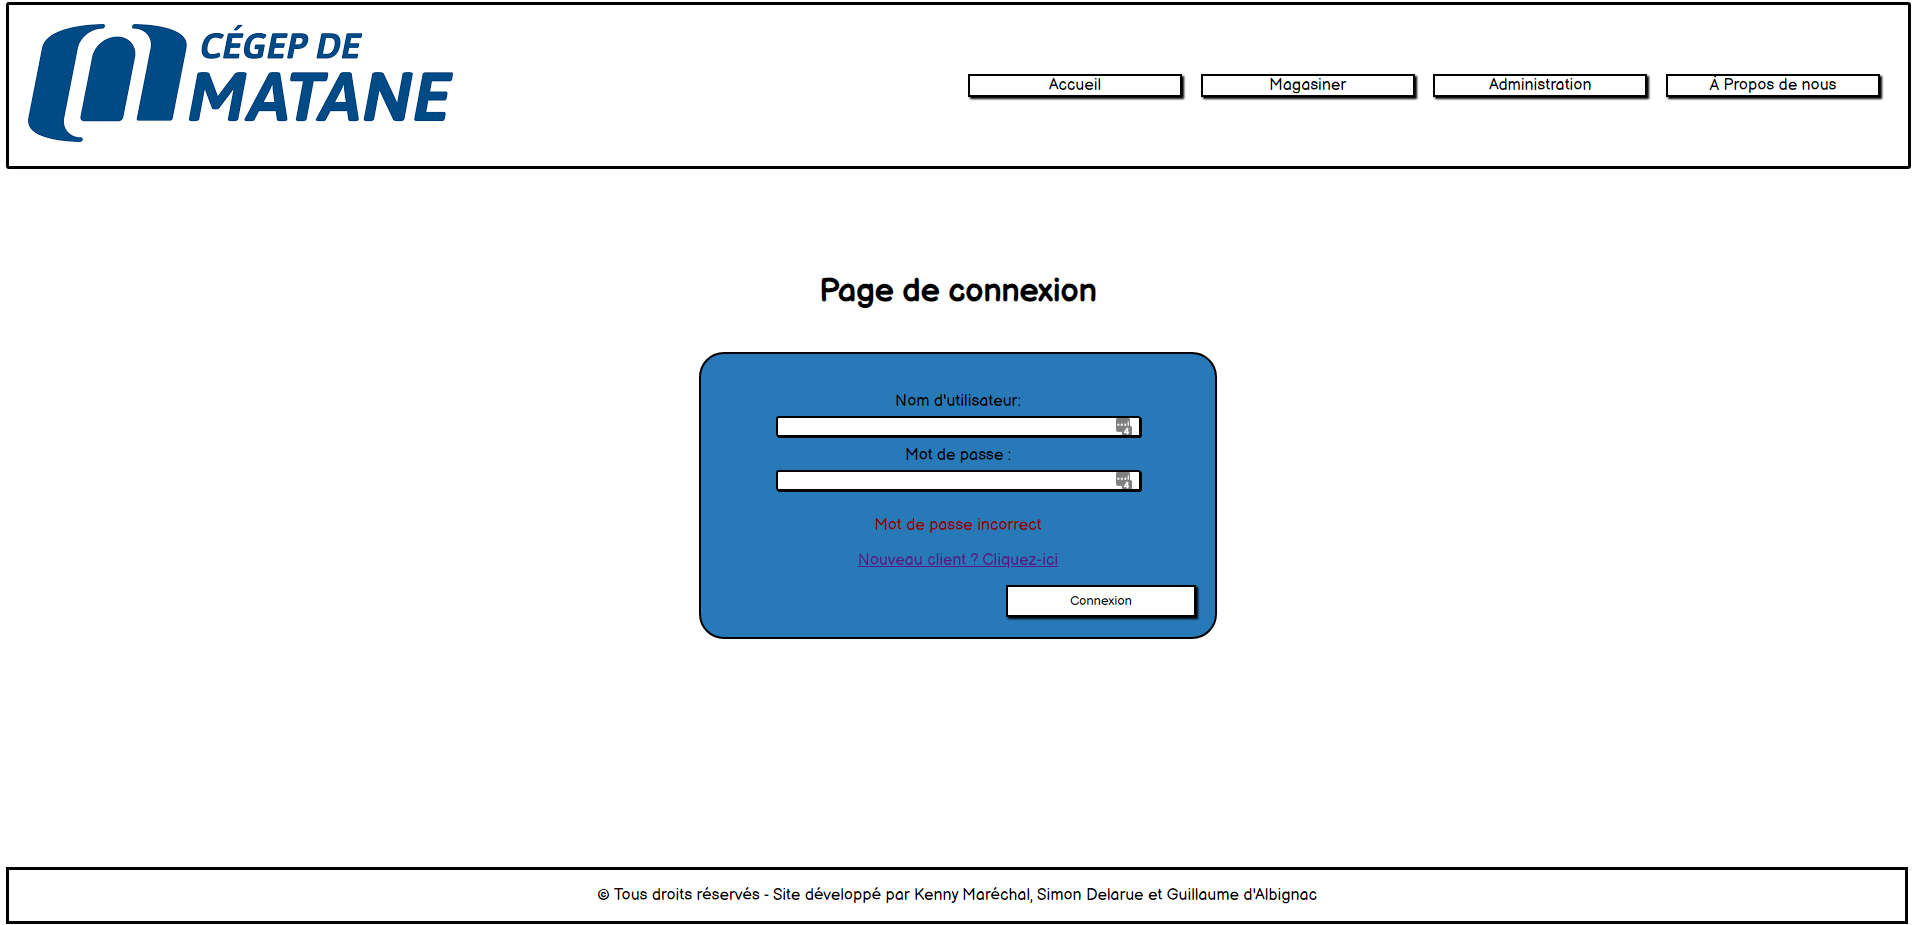 CÉGEP DE
MATANE
Accueil
Magasiner
Administration
À Propos de nous
Page de connexion
Nom d'utilisateur:
Mot de passe :
Mot de passe incorrect
Nouveau client ? Cliquez-ici
Connexion
© Tous droits réservés - Site développé par Kenny Maréchal, Simon Delarue et Guillaume d'Albignac